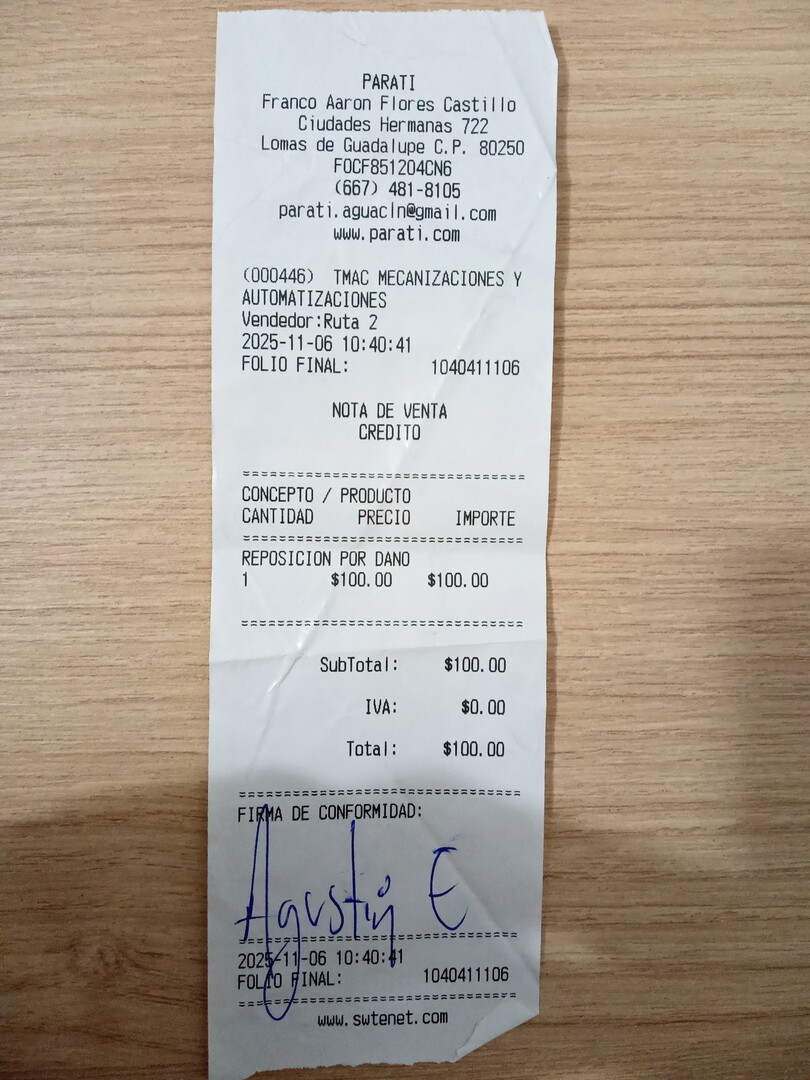 PARATI
Franco Aaron Flores Castillo
Ciudades Hermanas 722
Lomas de Guadalupe C.P. 80250
FOCF851204CN6
(667) 481-8105
parati.aguacln@gmail.com
www.parati.com
(000446) TMAC MECANIZACIONES Y
AUTOMATIZACIONES
Vendedor:Ruta 2
2025-11-06 10:40:41
FOLIO FINAL: 1040411106
NOTA DE VENTA
CREDITO
================================
CONCEPTO / PRODUCTO
CANTIDAD PRECIO IMPORTE
================================
REPOSICION POR DANO
1 $100.00 $100.00
================================
SubTotal: $100.00
IVA: $0.00
Total: $100.00
================================
FIRMA DE CONFORMIDAD:
Agustín E
================================
2025-11-06 10:40:41
FOLIO FINAL: 1040411106
================================
www.swtenet.com